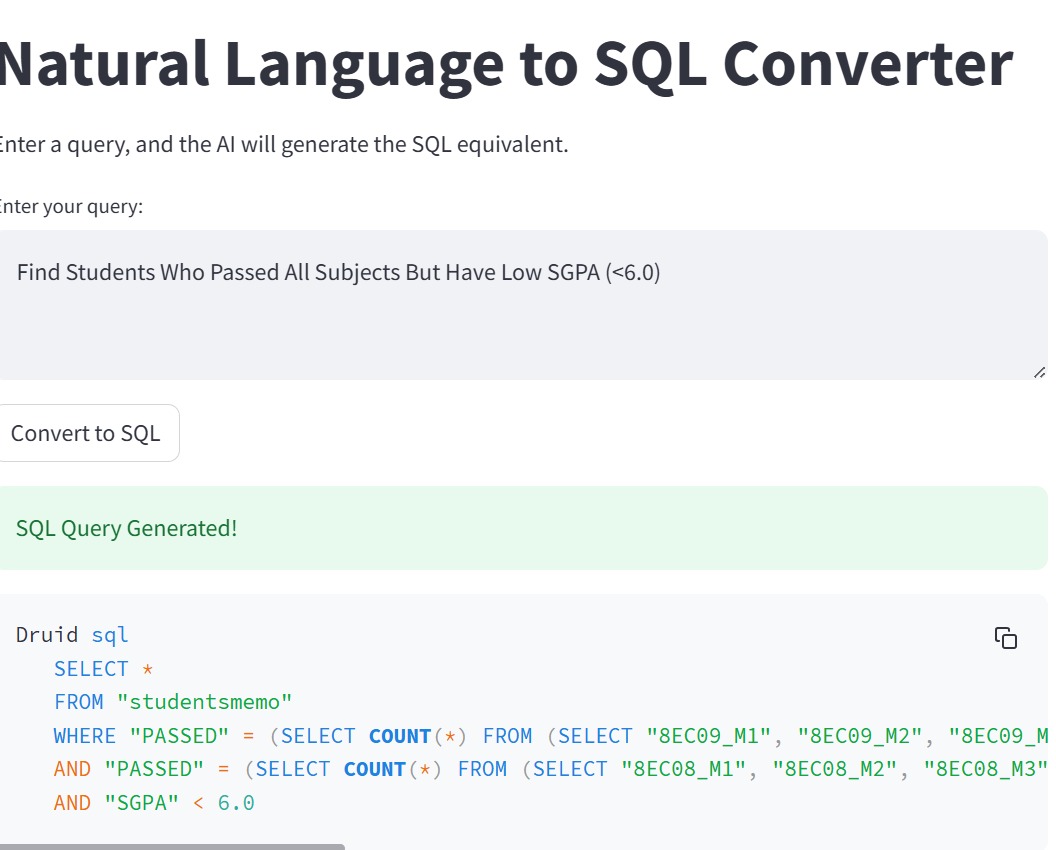 Natural Language to SQL Converter
Enter a query, and the AI will generate the SQL equivalent.
Enter your query:
Find Students Who Passed All Subjects But Have Low SGPA (<6.0)
Convert to SQL
SQL Query Generated!
Druid sql
SELECT *
FROM "studentsmemo"
WHERE "PASSED" = (SELECT COUNT(*) FROM (SELECT "8EC09_M1", "8EC09_M2", "8EC09_M
AND "PASSED" = (SELECT COUNT(*) FROM (SELECT "8EC08_M1", "8EC08_M2", "8EC08_M3"
AND "SGPA" < 6.0